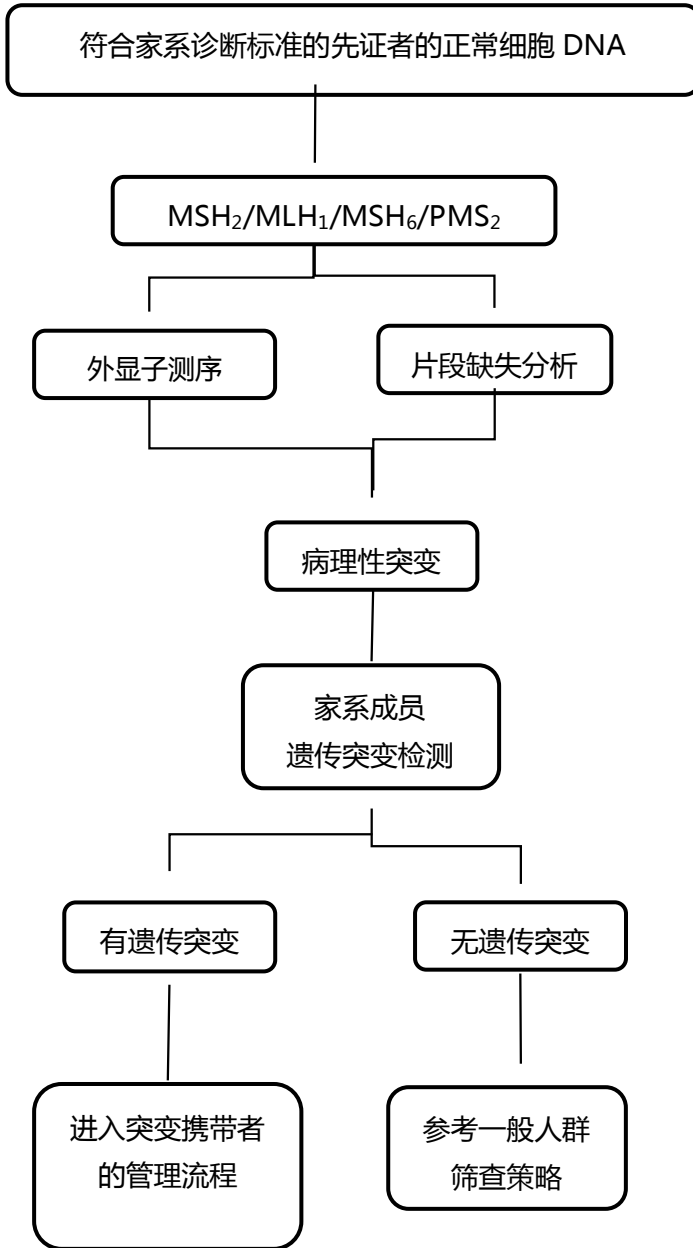 符合家系诊断标准的先证者的正常细胞 DNA
MSH₂/MLH₁/MSH₆/PMS₂
外显子测序
片段缺失分析
病理性突变
家系成员
遗传突变检测
有遗传突变
无遗传突变
进入突变携带者
的管理流程
参考一般人群
筛查策略